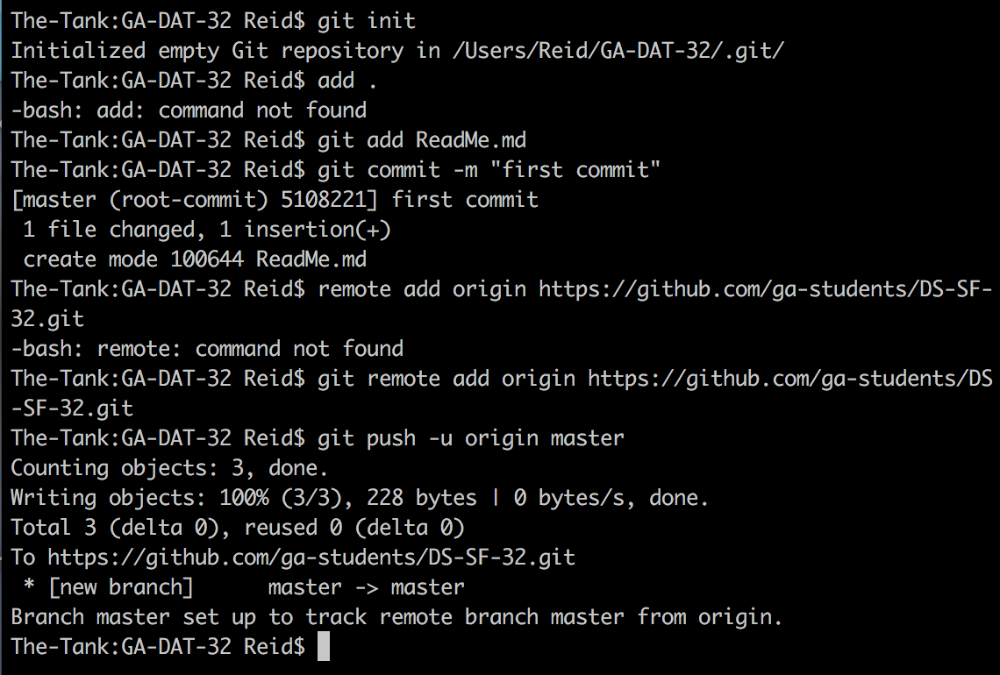 The-Tank:GA-DAT-32 Reid$ git init
Initialized empty Git repository in /Users/Reid/GA-DAT-32/.git/
The-Tank:GA-DAT-32 Reid$ add .
-bash: add: command not found
The-Tank:GA-DAT-32 Reid$ git add ReadMe.md
The-Tank:GA-DAT-32 Reid$ git commit -m "first commit"
[master (root-commit) 5108221] first commit
 1 file changed, 1 insertion(+)
 create mode 100644 ReadMe.md
The-Tank:GA-DAT-32 Reid$ remote add origin https://github.com/ga-students/DS-SF-
32.git
-bash: remote: command not found
The-Tank:GA-DAT-32 Reid$ git remote add origin https://github.com/ga-students/DS
-SF-32.git
The-Tank:GA-DAT-32 Reid$ git push -u origin master
Counting objects: 3, done.
Writing objects: 100% (3/3), 228 bytes | 0 bytes/s, done.
Total 3 (delta 0), reused 0 (delta 0)
To https://github.com/ga-students/DS-SF-32.git
 * [new branch]      master -> master
Branch master set up to track remote branch master from origin.
The-Tank:GA-DAT-32 Reid$